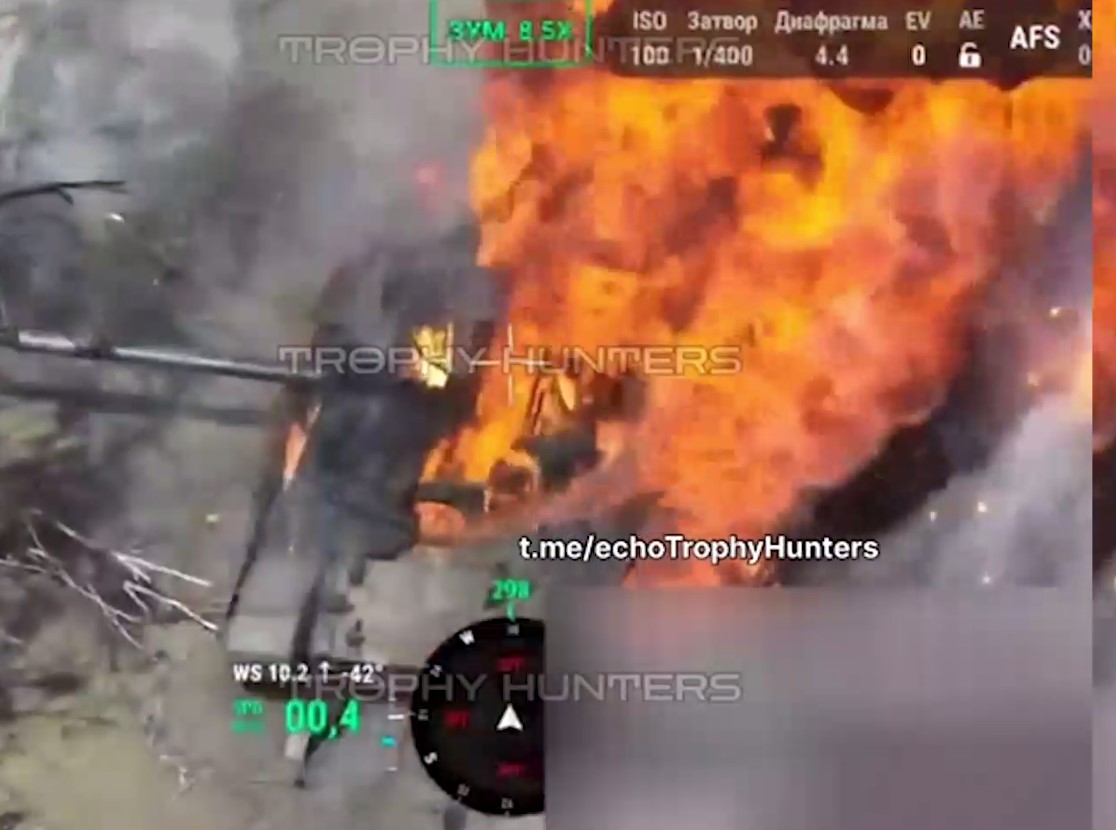 ЗУМ 8.5X
ISO Затвор Диафрагма EV AE X
100 1/400 4.4 0 AFS 0
TROPHY HUNTERS
TROPHY HUNTERS
t.me/echoTrophyHunters
298
W
WS 10.2 ↑ -42°
TROPHY HUNTERS
00,4
S